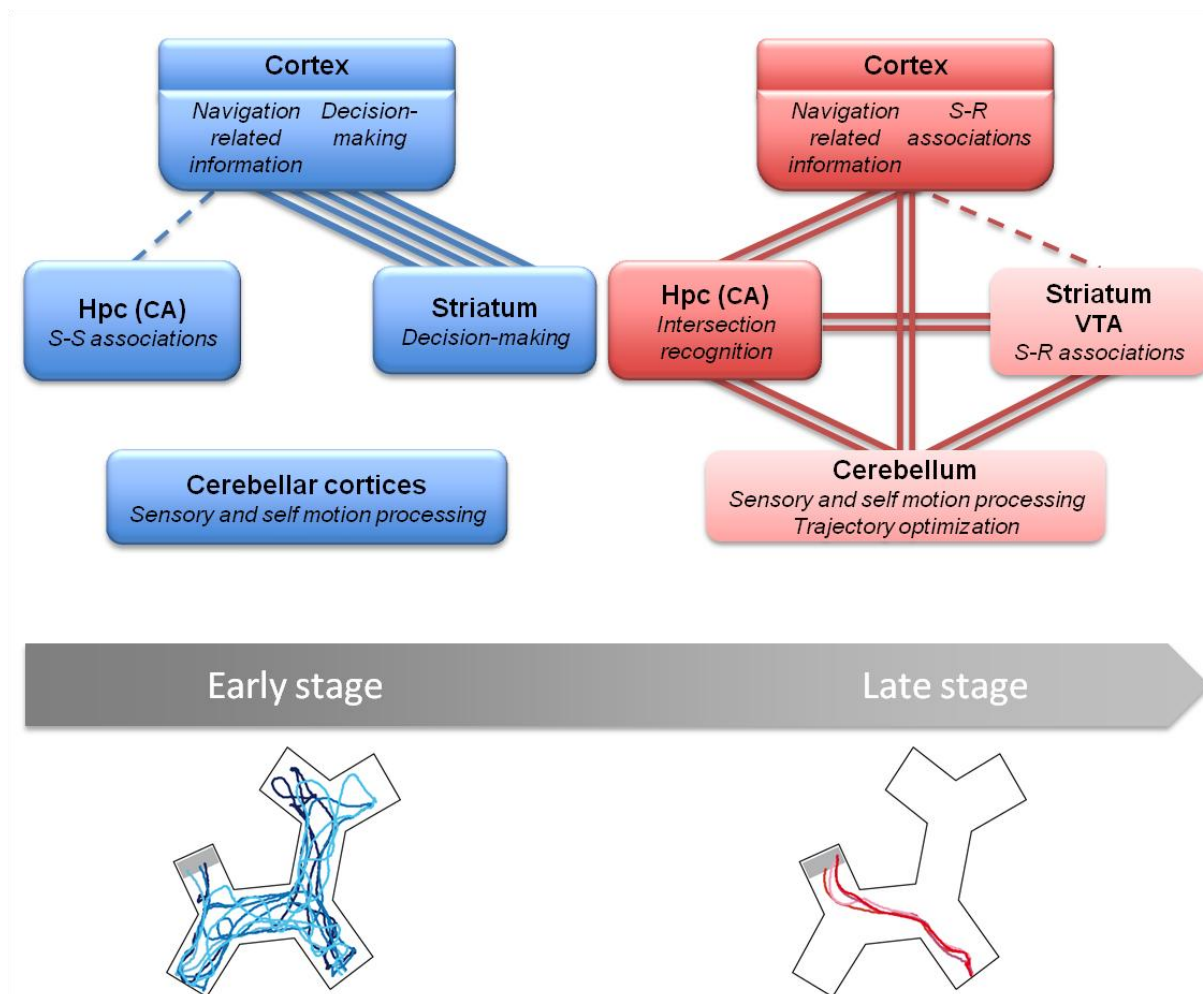 Cortex
Navigation
related
information
Decision-
making
Hpc (CA)
S-S associations
Striatum
Decision-making
Cerebellar cortices
Sensory and self motion processing
Cortex
Navigation
related
information
S-R
associations
Hpc (CA)
Intersection
recognition
Striatum
VTA
S-R associations
Cerebellum
Sensory and self motion processing
Trajectory optimization
Early stage
Late stage